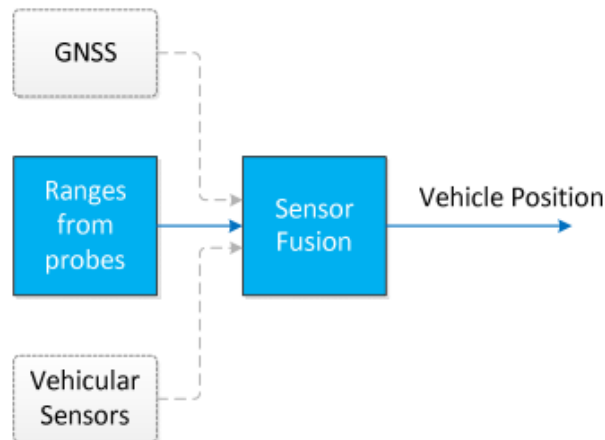 GNSS
Ranges
from
probes
Sensor
Fusion
Vehicle Position
Vehicular
Sensors